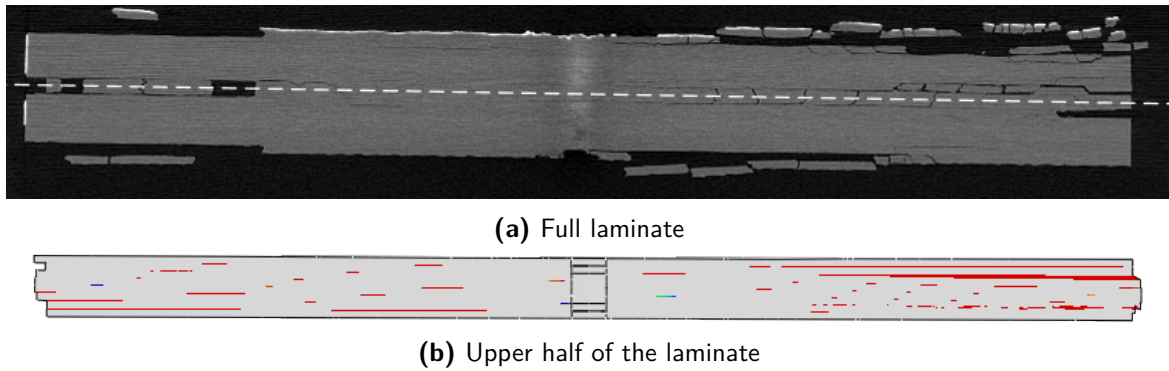 (a) Full laminate
(b) Upper half of the laminate